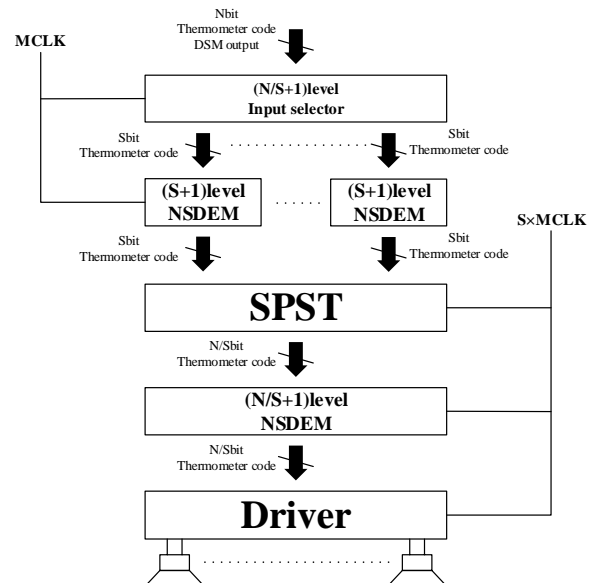 Nbit
Thermometer code
DSM output
MCLK
(N/S+1)level
Input selector
Sbit
Thermometer code
Sbit
Thermometer code
(S+1)level
NSDEM
(S+1)level
NSDEM
S×MCLK
Sbit
Thermometer code
Sbit
Thermometer code
SPST
N/Sbit
Thermometer code
(N/S+1)level
NSDEM
N/Sbit
Thermometer code
Driver